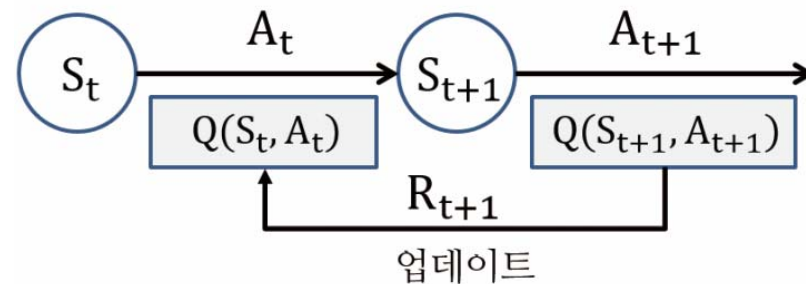 A_t A_{t+1}
S_t S_{t+1}
Q(S_t, A_t) Q(S_{t+1}, A_{t+1})
R_{t+1}
업데이트